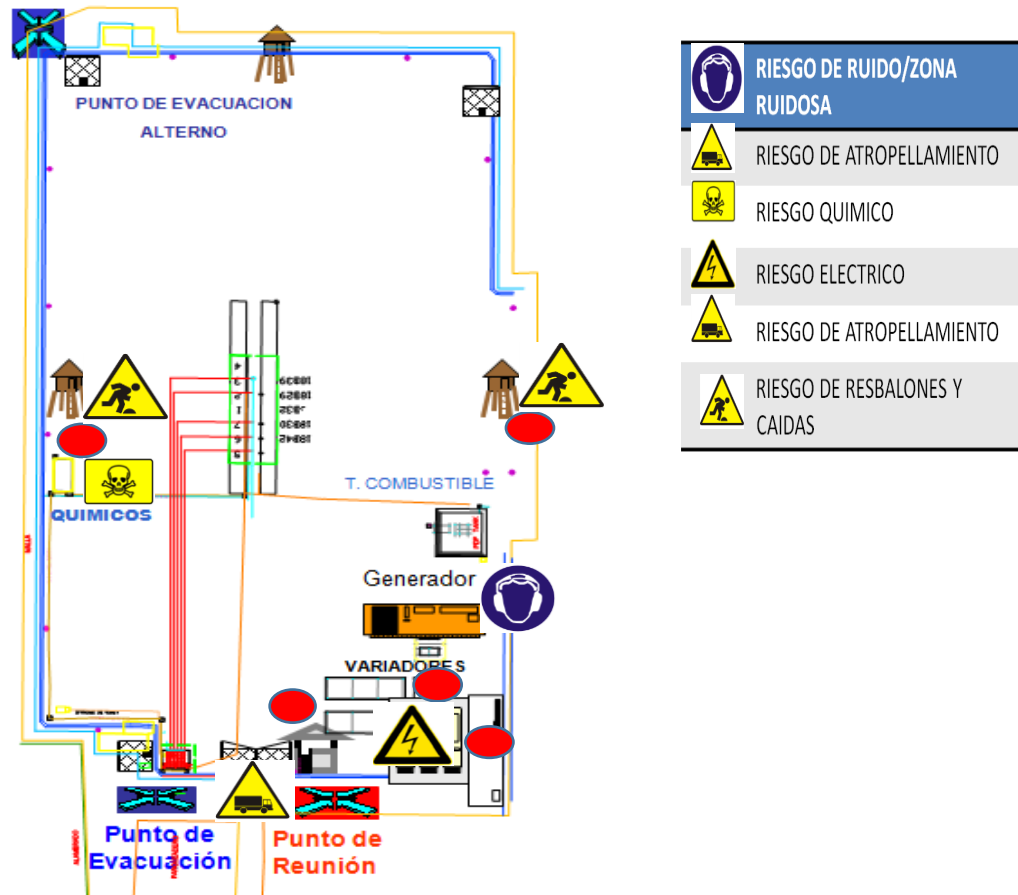 PUNTO DE EVACUACION
ALTERNO
QUIMICOS
T. COMBUSTIBLE
Generador
VARIADORES
Punto de
Evacuación
Punto de
Reunión
RIESGO DE RUIDO/ZONA
RUIDOSA
RIESGO DE ATROPELLAMIENTO
RIESGO QUIMICO
RIESGO ELECTRICO
RIESGO DE ATROPELLAMIENTO
RIESGO DE RESBALONES Y
CAIDAS